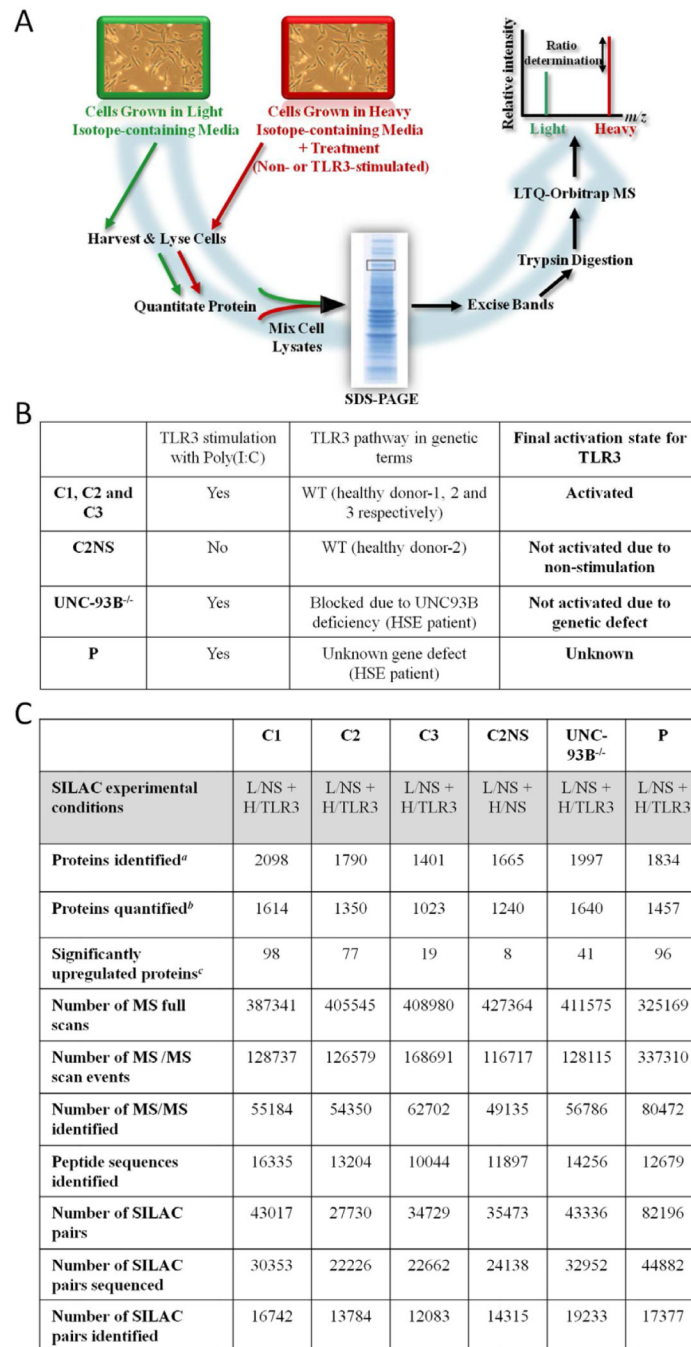 A
Cells Grown in Light
Isotope-containing Media
Cells Grown in Heavy
Isotope-containing Media
+ Treatment
(Non- or TLR3-stimulated)
Relative intensity
Ratio
determination
m/z
Light
Heavy
LTQ-Orbitrap MS
Harvest & Lyse Cells
Trypsin Digestion
Quantitate Protein
Excise Bands
Mix Cell
Lysates
SDS-PAGE
B
TLR3 stimulation
with Poly(I:C)
TLR3 pathway in genetic
terms
Final activation state for
TLR3
C1, C2 and
C3
Yes
WT (healthy donor-1, 2 and
3 respectively)
Activated
C2NS
No
WT (healthy donor-2)
Not activated due to
non-stimulation
UNC-93B-/-
Yes
Blocked due to UNC93B
deficiency (HSE patient)
Not activated due to
genetic defect
P
Yes
Unknown gene defect
(HSE patient)
Unknown
C
C1 C2 C3 C2NS UNC-
93B-/- P
SILAC experimental
conditions
L/NS +
H/TLR3
L/NS +
H/TLR3
L/NS +
H/TLR3
L/NS +
H/NS
L/NS +
H/TLR3
L/NS +
H/TLR3
Proteins identifieda 2098 1790 1401 1665 1997 1834
Proteins quantifiedb 1614 1350 1023 1240 1640 1457
Significantly
upregulated proteinsc 98 77 19 8 41 96
Number of MS full
scans 387341 405545 408980 427364 411575 325169
Number of MS /MS
scan events 128737 126579 168691 116717 128115 337310
Number of MS/MS
identified 55184 54350 62702 49135 56786 80472
Peptide sequences
identified 16335 13204 10044 11897 14256 12679
Number of SILAC
pairs 43017 27730 34729 35473 43336 82196
Number of SILAC
pairs sequenced 30353 22226 22662 24138 32952 44882
Number of SILAC
pairs identified 16742 13784 12083 14315 19233 17377